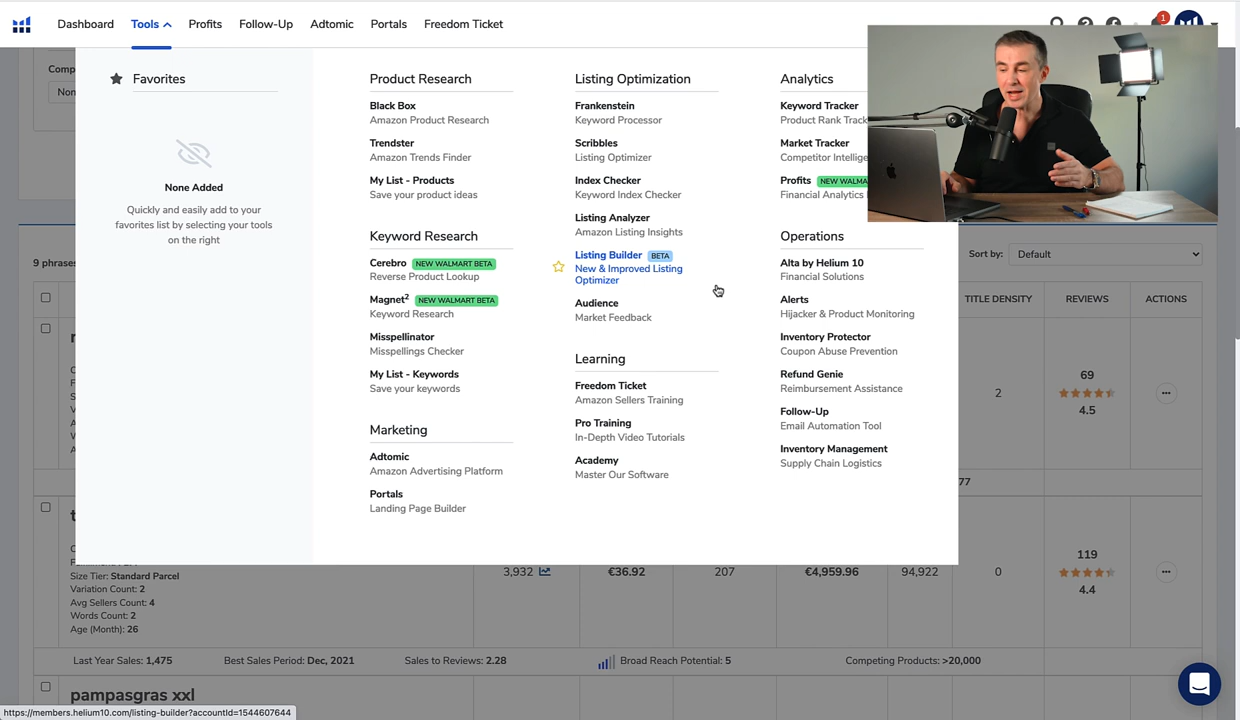 Dashboard
Tools
Profits
Follow-Up
Adtomic
Portals
Freedom Ticket
1
Favorites
None Added
Quickly and easily add to your
favorites list by selecting your tools
on the right
Product Research
Black Box
Amazon Product Research
Trendster
Amazon Trends Finder
My List - Products
Save your product ideas
Keyword Research
Cerebro NEW WALMART BETA
Reverse Product Lookup
Magnet² NEW WALMART BETA
Keyword Research
Misspellinator
Misspellings Checker
My List - Keywords
Save your keywords
Marketing
Adtomic
Amazon Advertising Platform
Portals
Landing Page Builder
Listing Optimization
Frankenstein
Keyword Processor
Scribbles
Listing Optimizer
Index Checker
Keyword Index Checker
Listing Analyzer
Amazon Listing Insights
Listing Builder BETA
New & Improved Listing
Optimizer
Audience
Market Feedback
Learning
Freedom Ticket
Amazon Sellers Training
Pro Training
In-Depth Video Tutorials
Academy
Master Our Software
Analytics
Keyword Tracker
Product Rank
Market Tracker
Competitor
Profits NEW
Financial Analytics
Operations
Alta by Helium 10
Financial Solutions
Alerts
Hijacker & Product Monitoring
Inventory Protector
Coupon Abuse Prevention
Refund Genie
Reimbursement Assistance
Follow-Up
Email Automation Tool
Inventory Management
Supply Chain Logistics
9 phrases
Sort by: Default
TITLE DENSITY
REVIEWS
ACTIONS
2
69
4.5
77
3,932
€36.92
207
€4,959.96
94,922
0
119
4.4
Size Tier: Standard Parcel
Variation Count: 2
Avg Sellers Count: 4
Words Count: 2
Age (Month): 26
Last Year Sales: 1,475
Best Sales Period: Dec, 2021
Sales to Reviews: 2.28
Broad Reach Potential: 5
Competing Products: >20,000
pampasgras xxl
https://members.helium10.com/listing-builder?accountId=1544607644